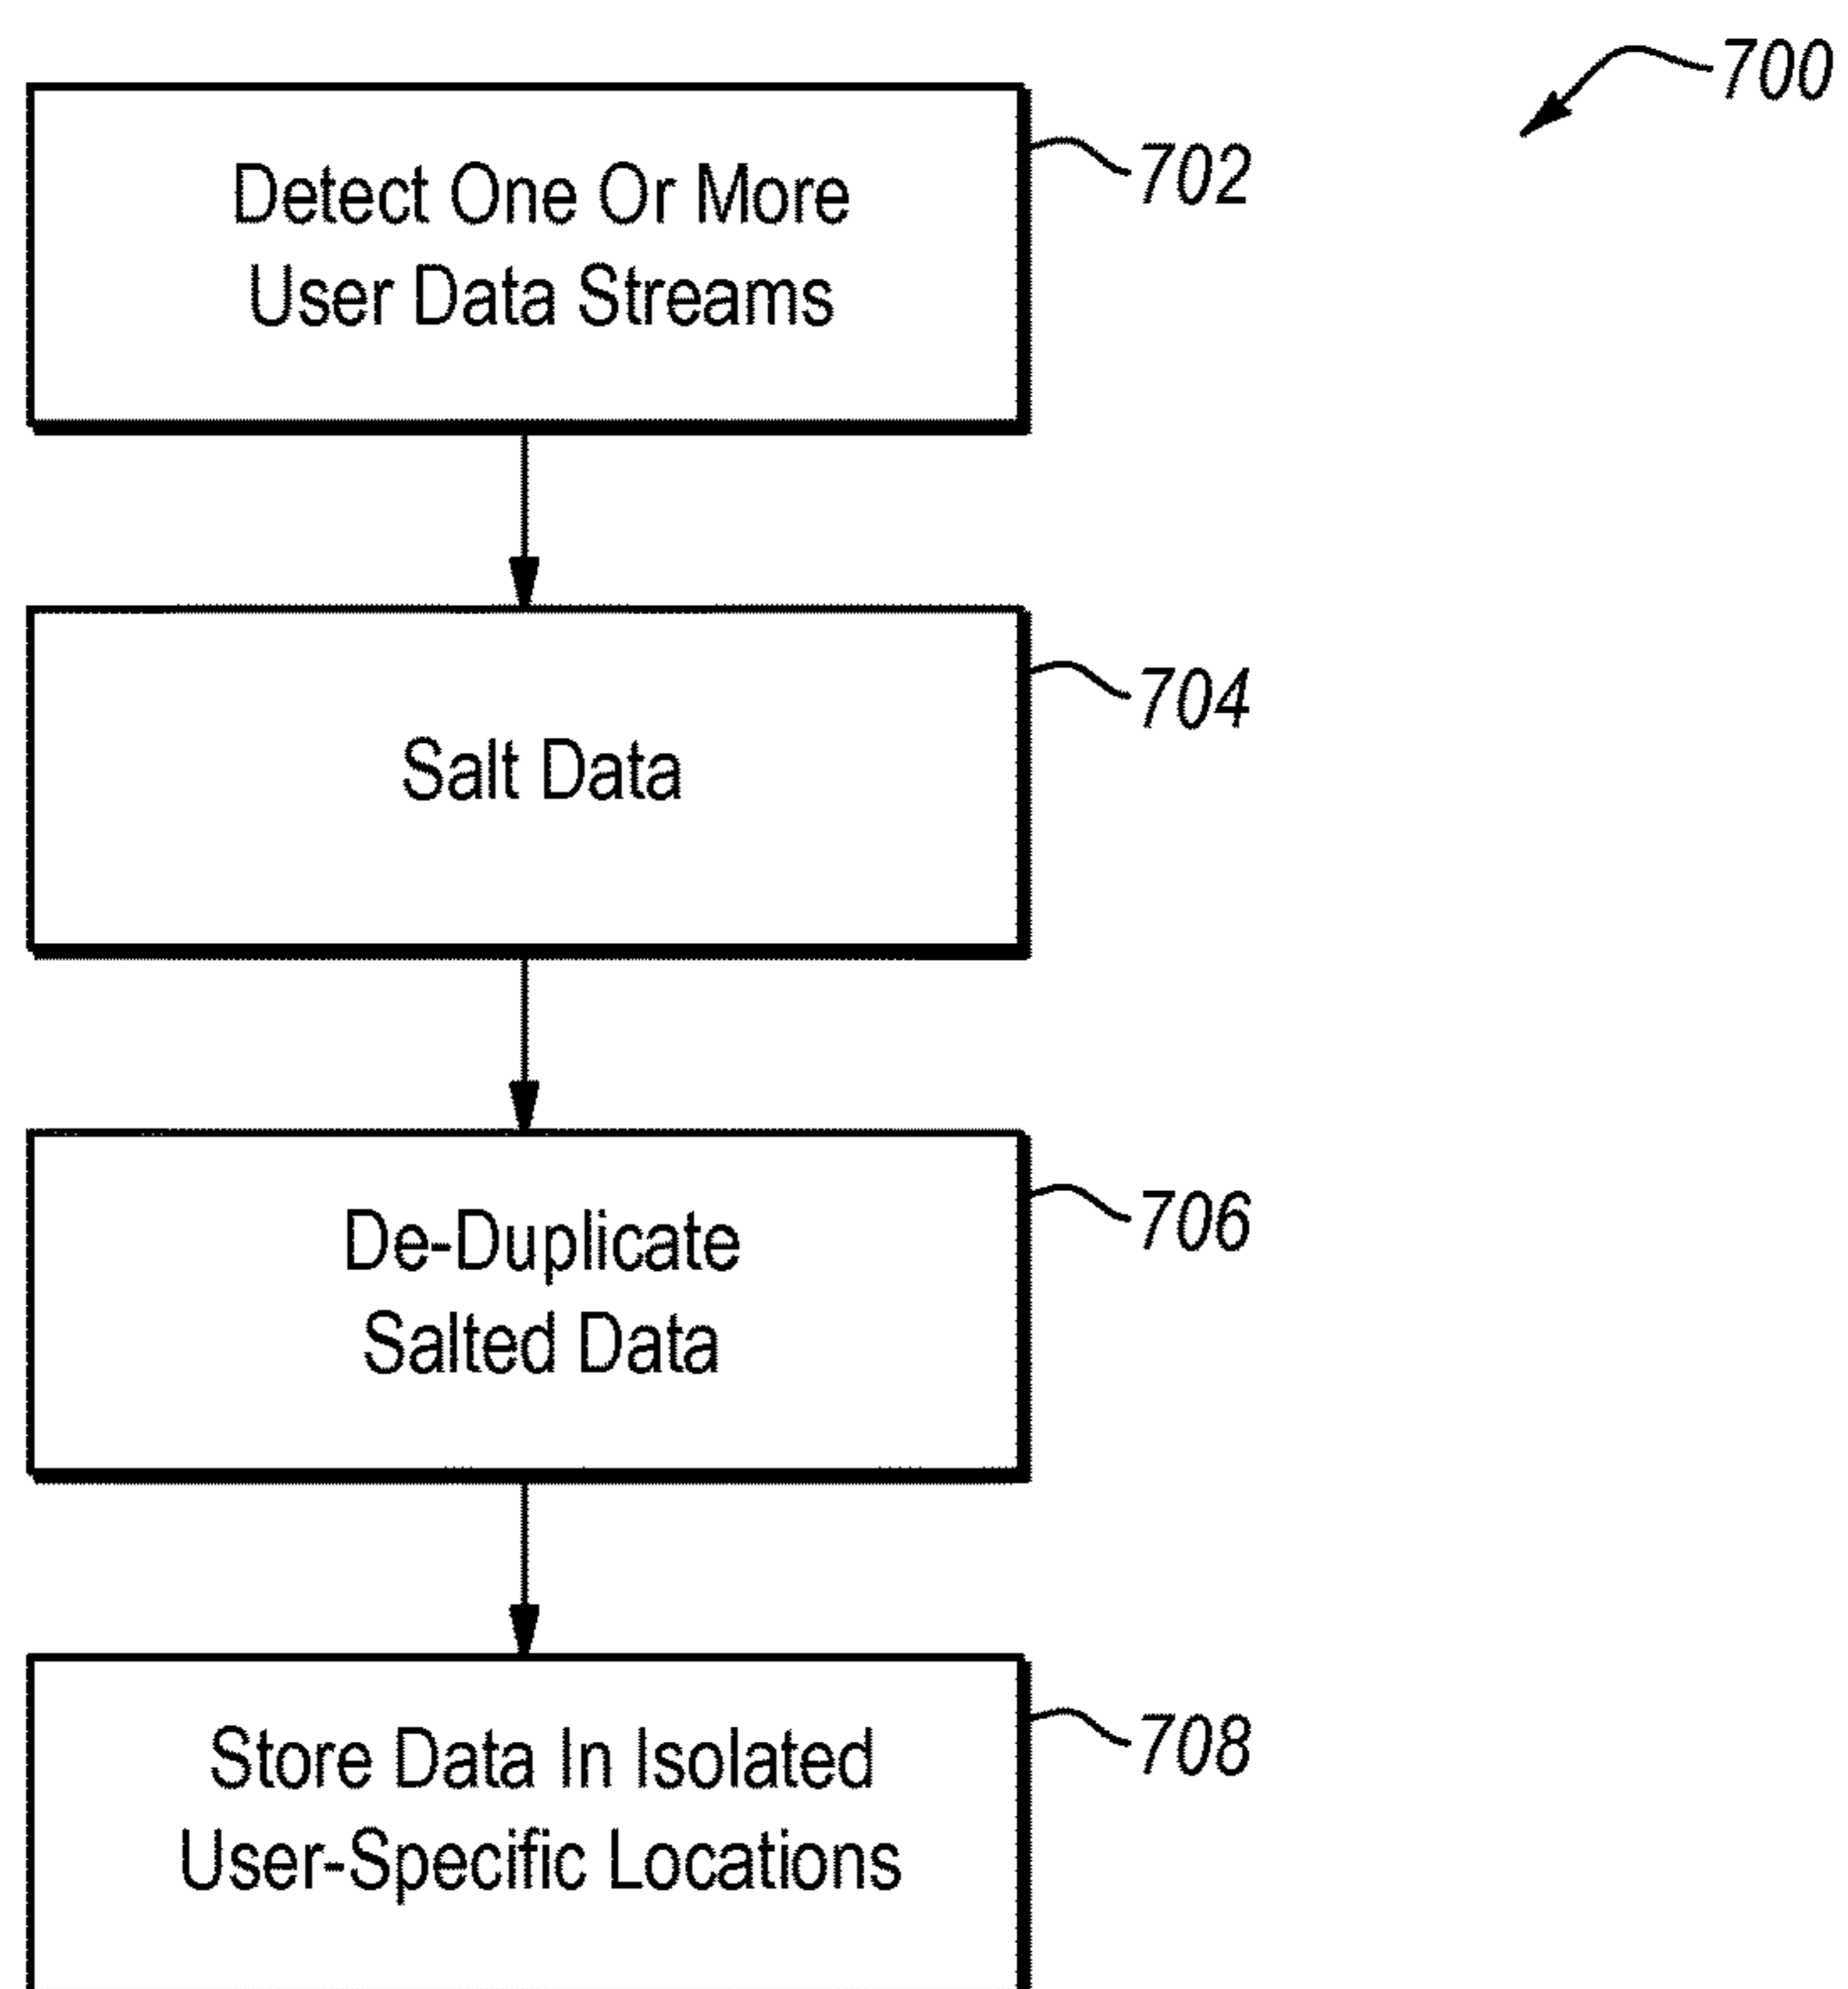 700
Detect One Or More
User Data Streams
702
Salt Data
704
De-Duplicate
Salted Data
706
Store Data In Isolated
User-Specific Locations
708